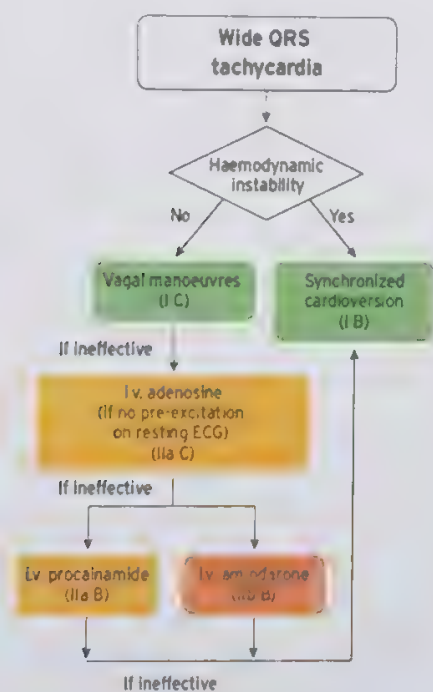 Wide QRS
tachycardia
Haemodynamic
instability
No
Yes
Vagal manoeuvres
(I C)
Synchronized
cardioversion
(I B)
If ineffective
i.v. adenosine
(if no pre-excitation
on resting ECG)
(IIa C)
If ineffective
i.v. procainamide
(IIa B)
i.v. amiodarone
(IIb B)
If ineffective